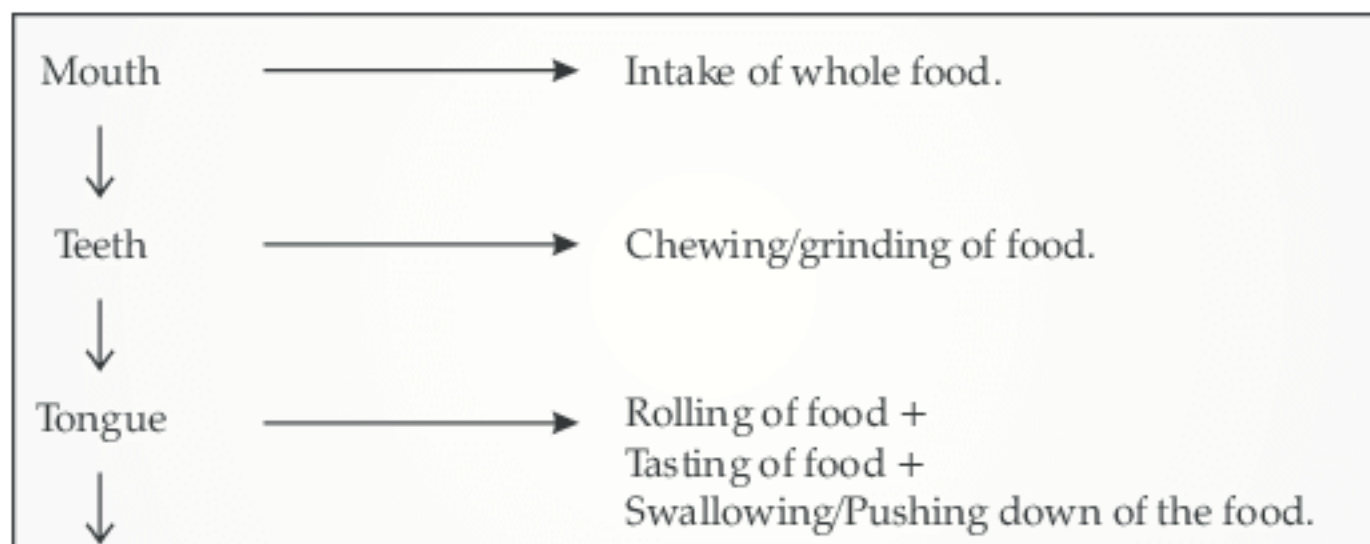 Mouth Intake of whole food.
Teeth Chewing/grinding of food.
Tongue Rolling of food +
Tasting of food +
Swallowing/Pushing down of the food.